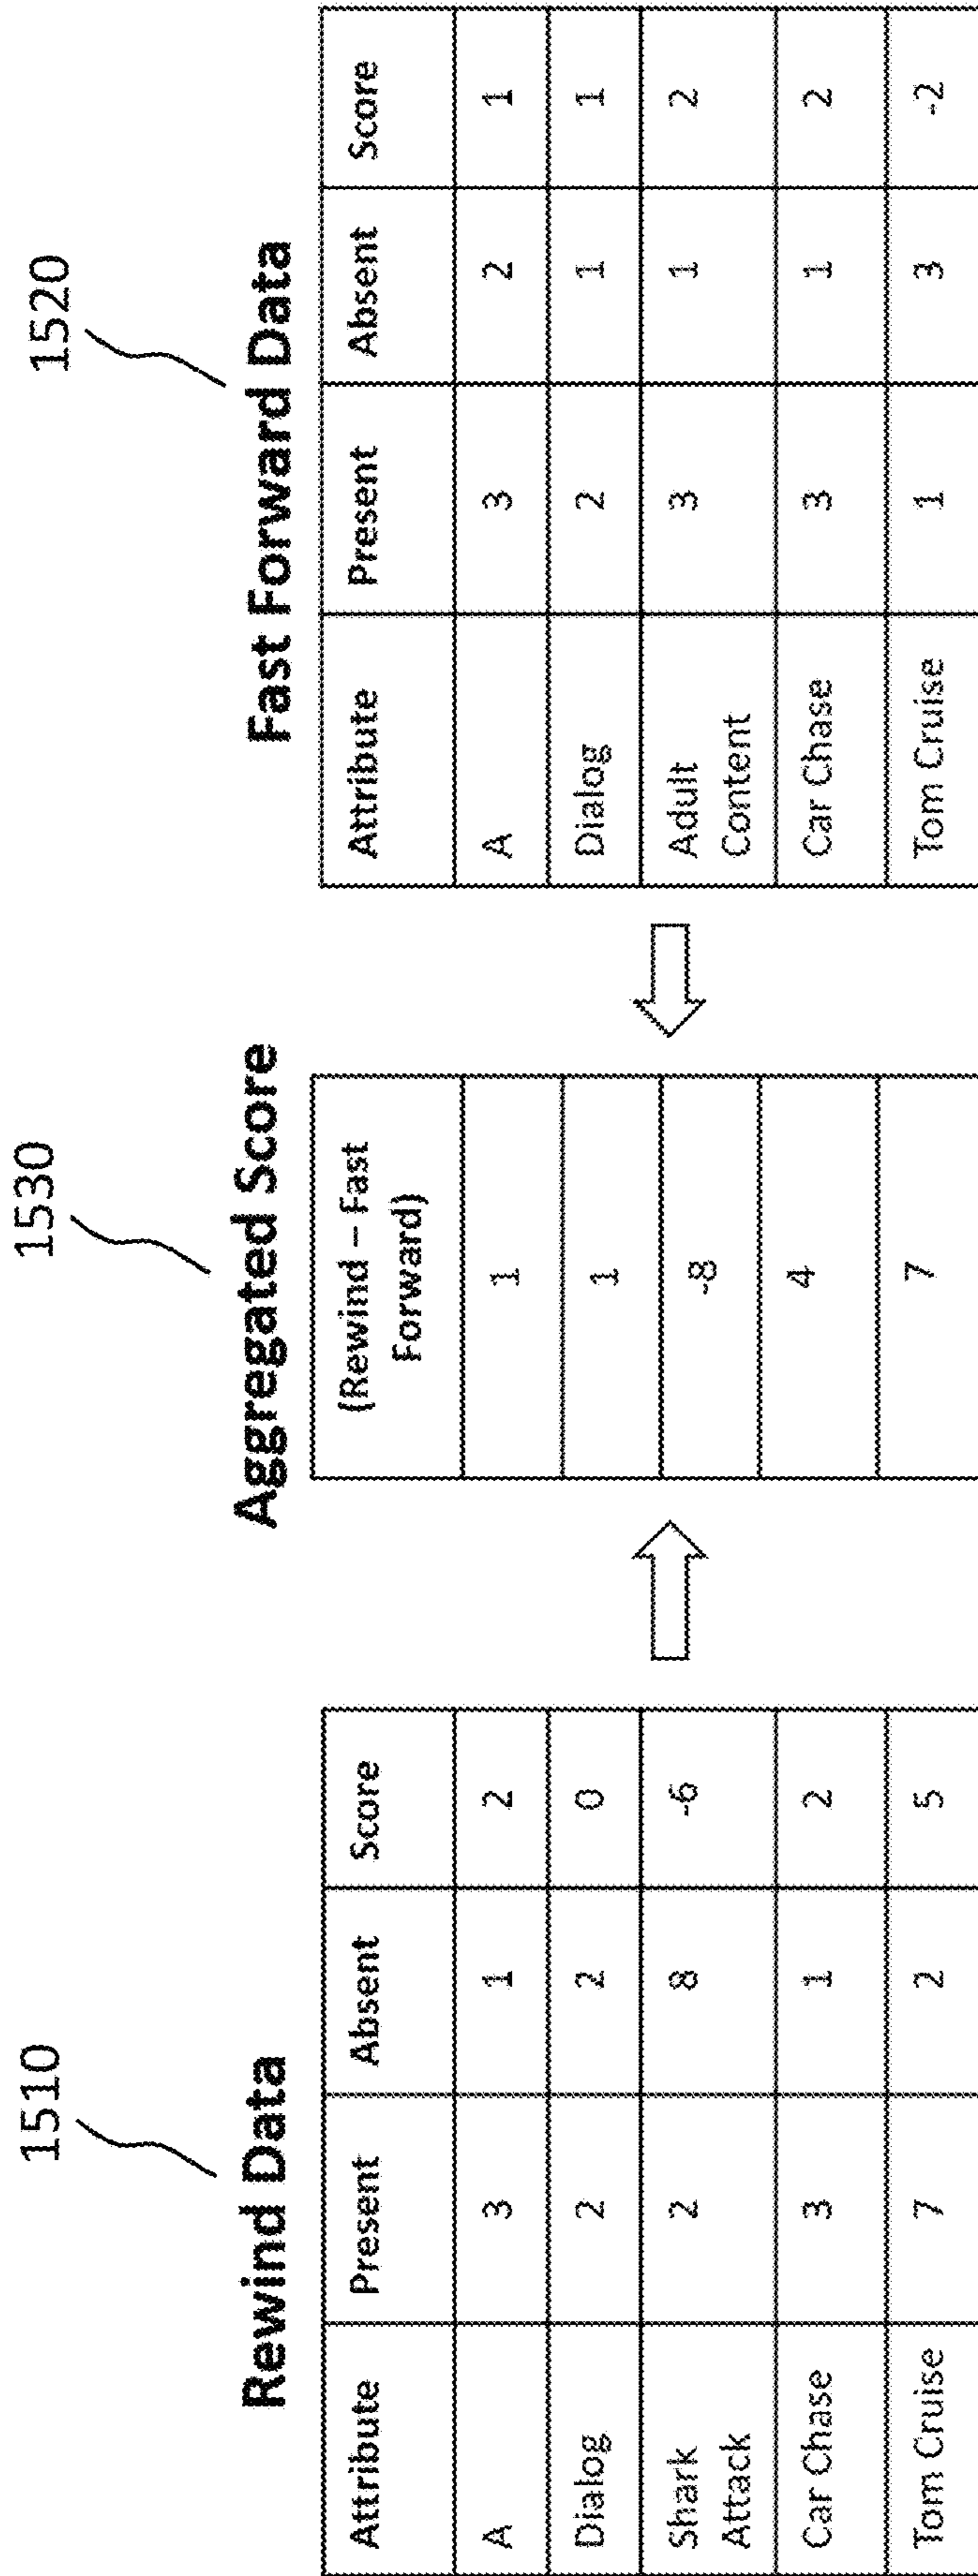 1510
Rewind Data
Attribute Present Absent Score
A 3 1 2
Dialog 2 2 0
Shark
Attack 2 8 -6
Car Chase 3 1 2
Tom Cruise 7 2 5
1530
Aggregated Score
(Rewind – Fast
Forward)
1
1
-8
4
7
1520
Fast Forward Data
Attribute Present Absent Score
A 3 2 1
Dialog 2 1 1
Adult
Content 3 1 2
Car Chase 3 1 2
Tom Cruise 1 3 -2